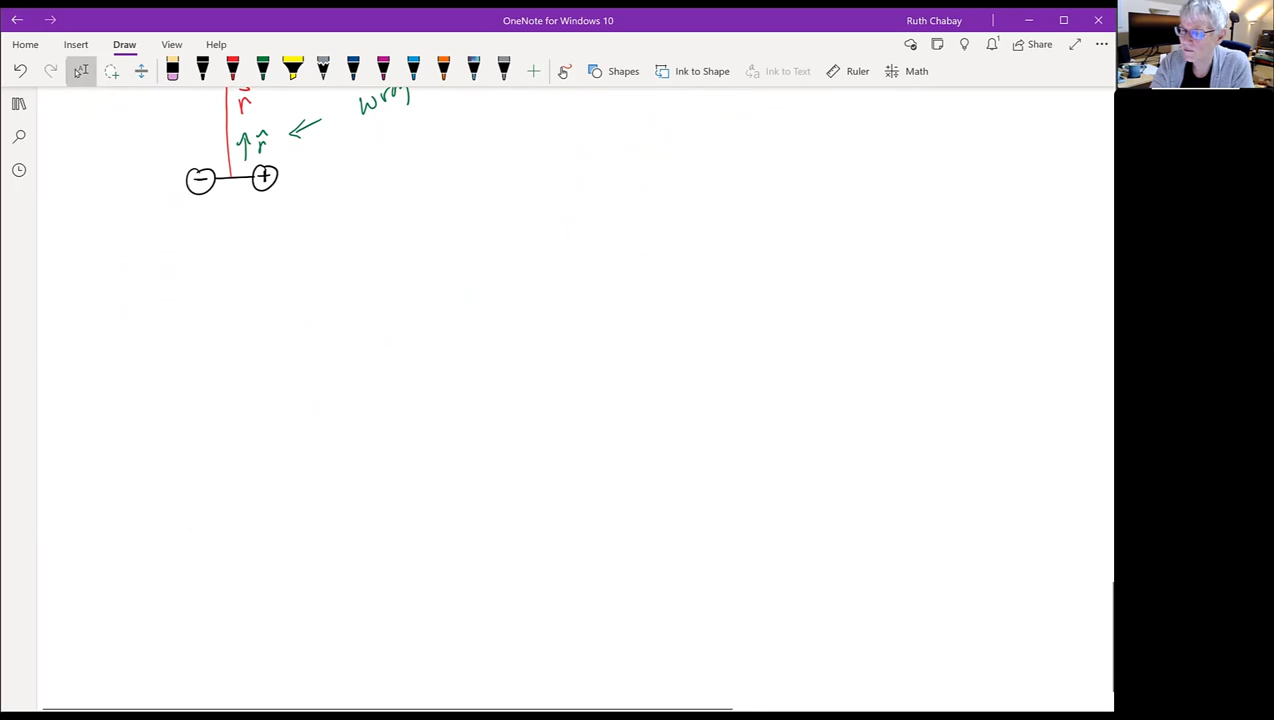 OneNote for Windows 10
Ruth Chabay
Home Insert Draw View Help
Share
Shapes Ink to Shape Ink to Text Ruler Math
r⃗
wrong
r̂
− +